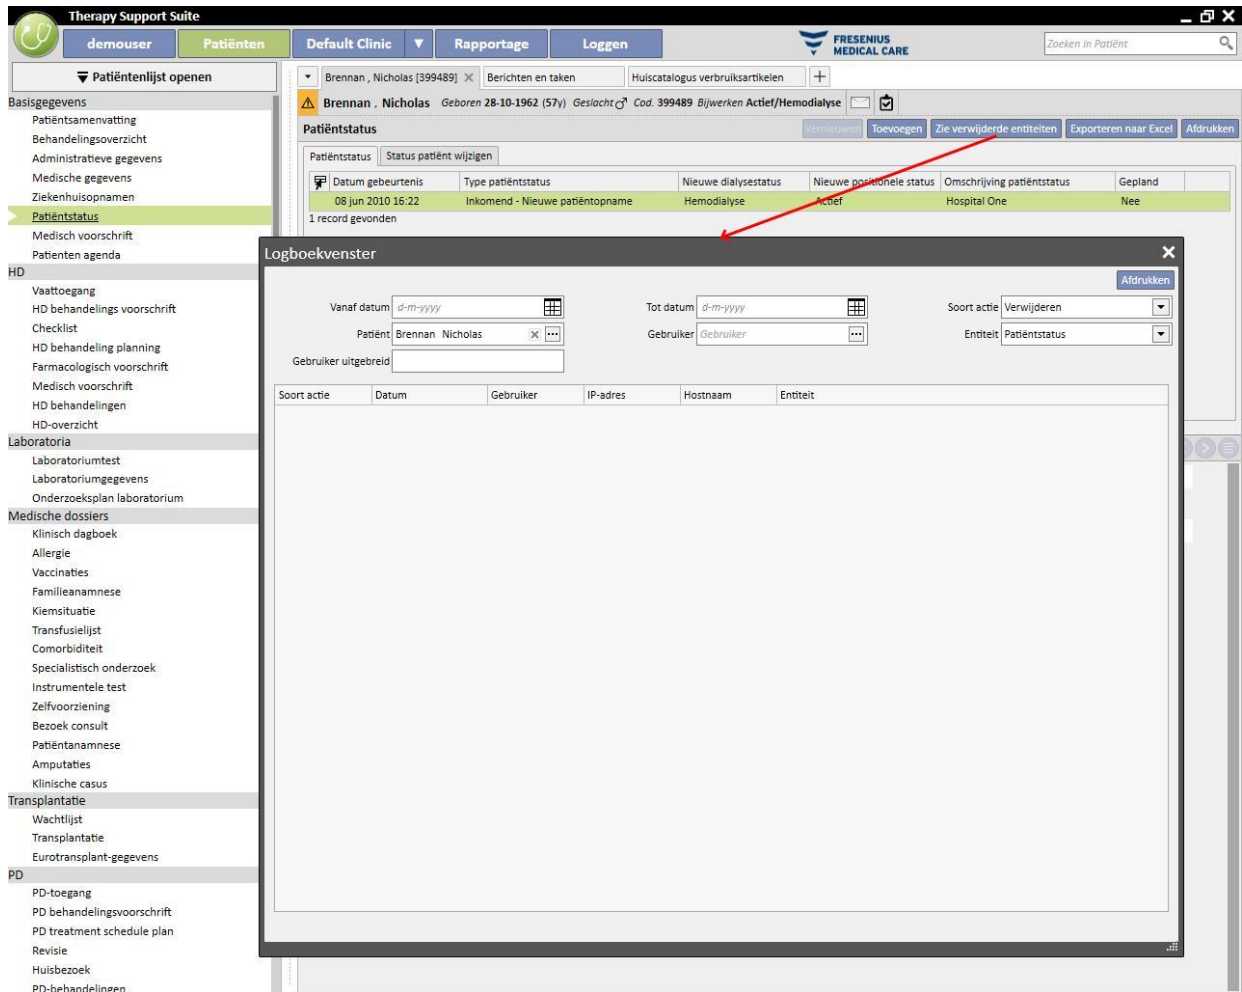 Therapy Support Suite
demouser Patiënten Default Clinic Rapportage Loggen FRESENIUS MEDICAL CARE Zoeken in Patiënt
Patiëntenlijst openen
Brennan , Nicholas [399489] Berichten en taken Huiscatalogus verbruiksartikelen
Brennan , Nicholas Geboren 28-10-1962 (57y) Geslacht Cod. 399489 Bijwerken Actief/Hemodialyse
Patiëntstatus Vernieuwen Toevoegen Zie verwijderde entiteiten Exporteren naar Excel Afdrukken
Patiëntstatus Status patiënt wijzigen
Datum gebeurtenis Type patiëntstatus Nieuwe dialysestatus Nieuwe positionele status Omschrijving patiëntstatus Gepland
08 jun 2010 16:22 Inkomend - Nieuwe patiëntopname Hemodialyse Actief Hospital One Nee
1 record gevonden
Basisgegevens
Patiëntsamenvatting
Behandelingsoverzicht
Administratieve gegevens
Medische gegevens
Ziekenhuisopnamen
Patiëntstatus
Medisch voorschrift
Patienten agenda
HD
Vaattoegang
HD behandelings voorschrift
Checklist
HD behandeling planning
Farmacologisch voorschrift
Medisch voorschrift
HD behandelingen
HD-overzicht
Laboratoria
Laboratoriumtest
Laboratoriumgegevens
Onderzoeksplan laboratorium
Medische dossiers
Klinisch dagboek
Allergie
Vaccinaties
Familieanamnese
Kiemsituatie
Transfusielijst
Comorbiditeit
Specialistisch onderzoek
Instrumentele test
Zelfvoorziening
Bezoek consult
Patiëntanamnese
Amputaties
Klinische casus
Transplantatie
Wachtlijst
Transplantatie
Eurotransplant-gegevens
PD
PD-toegang
PD behandelingsvoorschrift
PD treatment schedule plan
Revisie
Huisbezoek
PD-behandelingen
Logboekvenster
Afdrukken
Vanaf datum d-m-yyyy Tot datum d-m-yyyy Soort actie Verwijderen
Patiënt Brennan Nicholas Gebruiker Gebruiker Entiteit Patiëntstatus
Gebruiker uitgebreid
Soort actie Datum Gebruiker IP-adres Hostnaam Entiteit